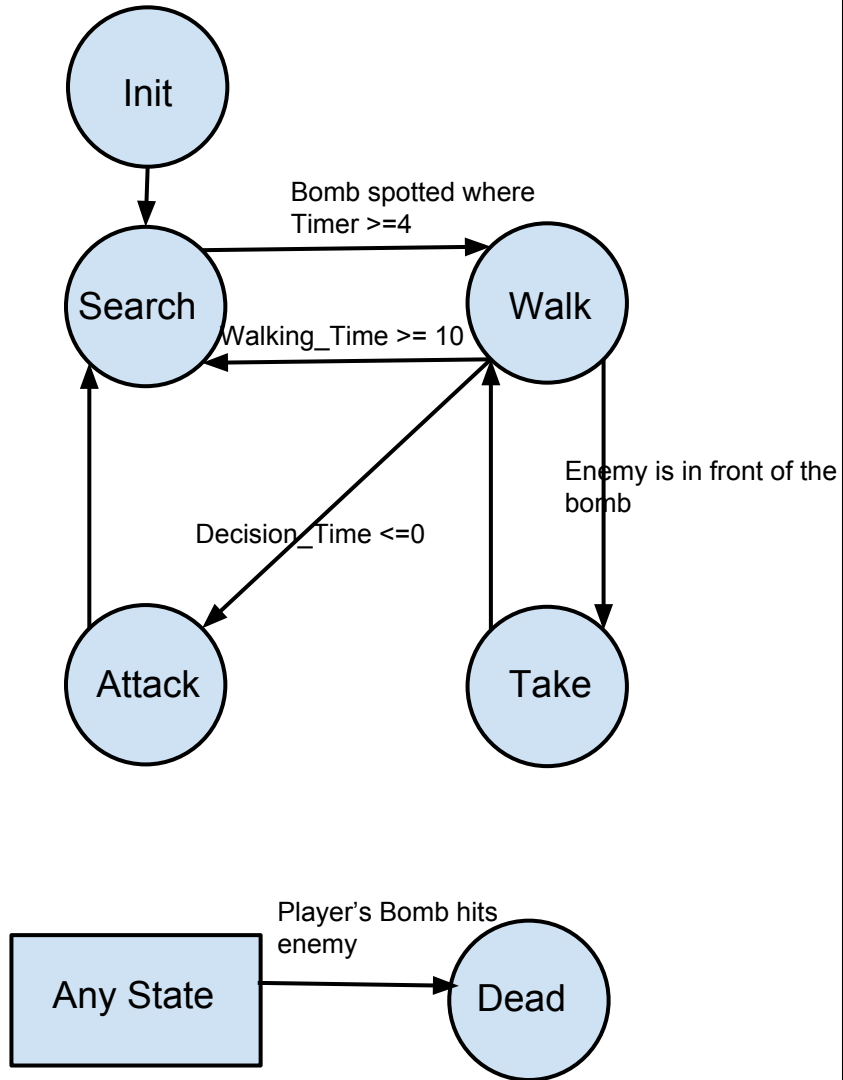 Init
Bomb spotted where
Timer >=4
Search
Walk
Walking_Time >= 10
Enemy is in front of the
bomb
Decision_Time <=0
Attack
Take
Player’s Bomb hits
enemy
Any State
Dead